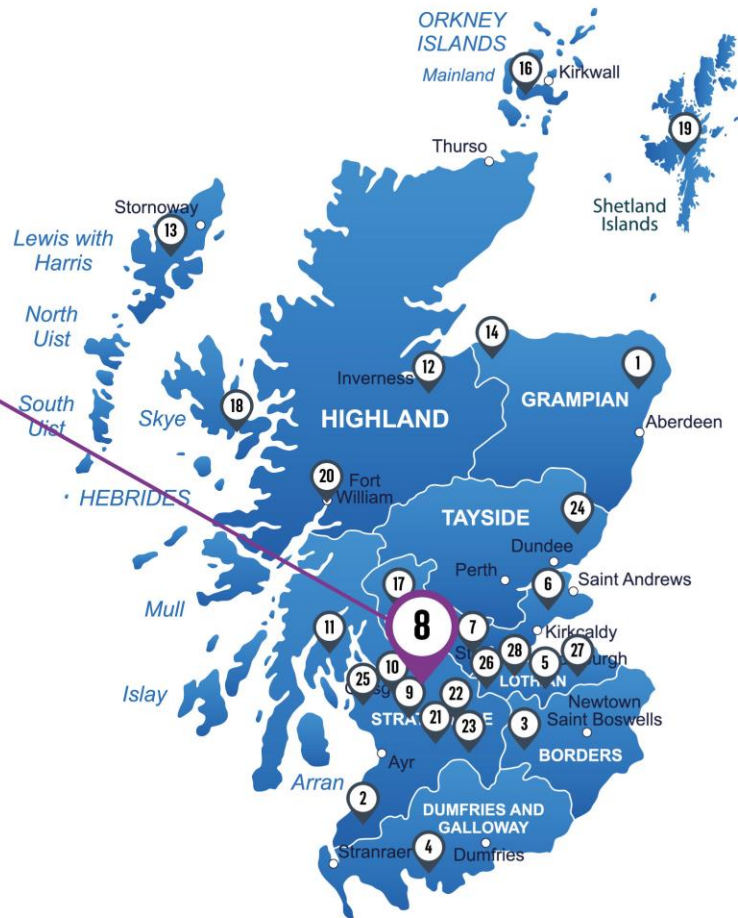 ORKNEY
ISLANDS
Mainland
16
Kirkwall
19
Thurso
Shetland
Islands
Stornoway
13
Lewis with
Harris
North
Uist
14
12
1
Inverness
GRAMPIAN
South
Uist
Skye
18
HIGHLAND
Aberdeen
20
Fort
William
HEBRIDES
24
TAYSIDE
Dundee
Perth
17
6
Saint Andrews
Mull
8
7
11
Kirkcaldy
10
28
27
26
5
LOTHIAN
25
9
22
Newtown
Saint Boswells
Islay
21
23
3
BORDERS
Ayr
Arran
2
DUMFRIES AND
GALLOWAY
Stranraer
4
Dumfries